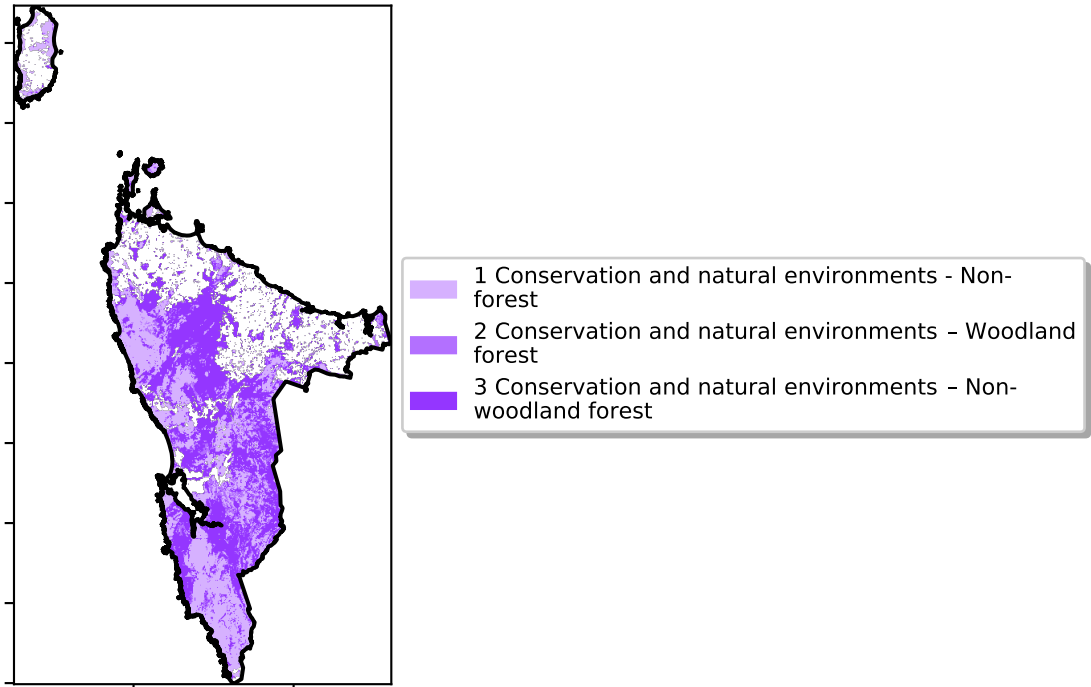 1 Conservation and natural environments - Non-
forest
2 Conservation and natural environments – Woodland
forest
3 Conservation and natural environments – Non-
woodland forest